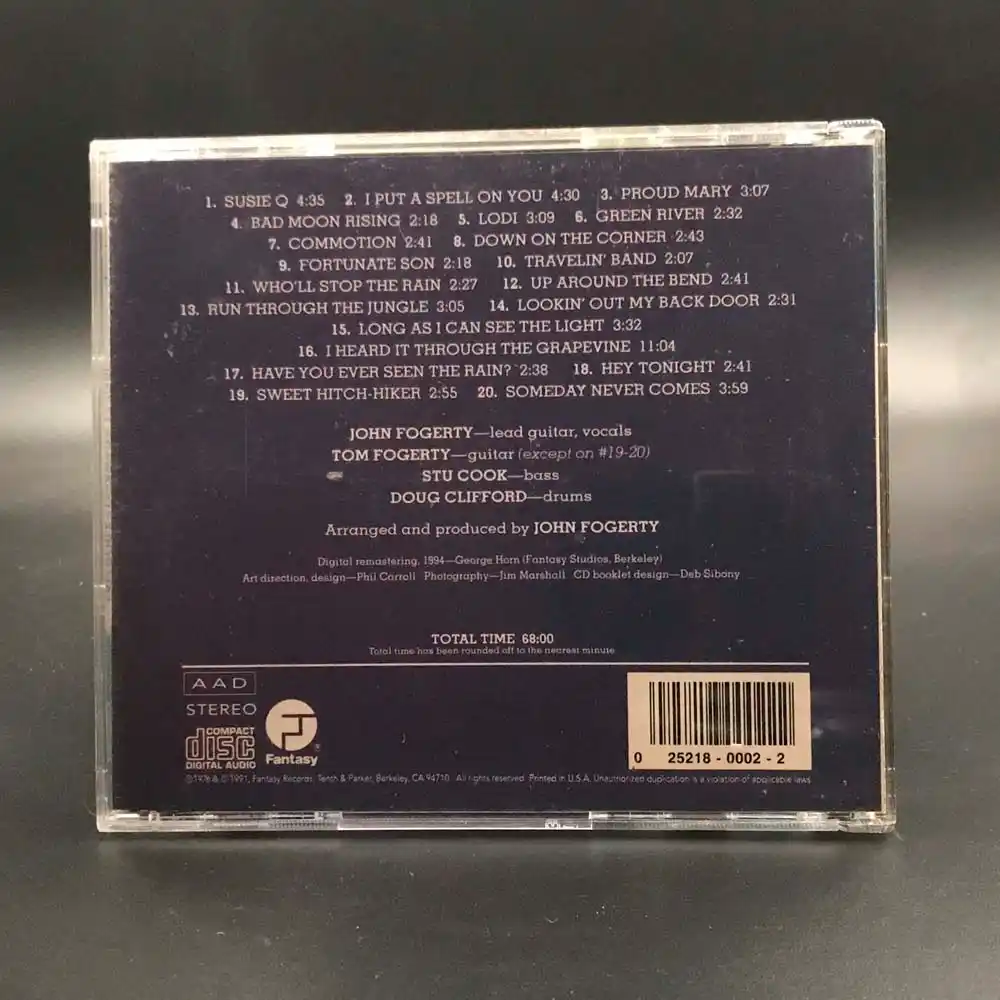 1. SUSIE Q 4:35 2. I PUT A SPELL ON YOU 4:30 3. PROUD MARY 3:07
4. BAD MOON RISING 2:18 5. LODI 3:09 6. GREEN RIVER 2:32
7. COMMOTION 2:41 8. DOWN ON THE CORNER 2:43
9. FORTUNATE SON 2:18 10. TRAVELIN' BAND 2:07
11. WHO'LL STOP THE RAIN 2:27 12. UP AROUND THE BEND 2:41
13. RUN THROUGH THE JUNGLE 3:05 14. LOOKIN' OUT MY BACK DOOR 2:31
15. LONG AS I CAN SEE THE LIGHT 3:32
16. I HEARD IT THROUGH THE GRAPEVINE 11:04
17. HAVE YOU EVER SEEN THE RAIN? 2:38 18. HEY TONIGHT 2:41
19. SWEET HITCH-HIKER 2:55 20. SOMEDAY NEVER COMES 3:59
JOHN FOGERTY—lead guitar, vocals
TOM FOGERTY—guitar (except on #19-20)
STU COOK—bass
DOUG CLIFFORD—drums
Arranged and produced by JOHN FOGERTY
Digital remastering, 1994—George Horn (Fantasy Studios, Berkeley)
Art direction, design—Phil Carroll Photography—Jim Marshall CD booklet design—Deb Sibony
TOTAL TIME 68:00
Total time has been rounded off to the nearest minute
AAD
STEREO
COMPACT
disc
DIGITAL AUDIO
Fantasy
0 25218-0002-2
℗1976 & © 1991, Fantasy Records, Tenth & Parker, Berkeley, CA 94710. All rights reserved. Printed in U.S.A. Unauthorized duplication is a violation of applicable laws.